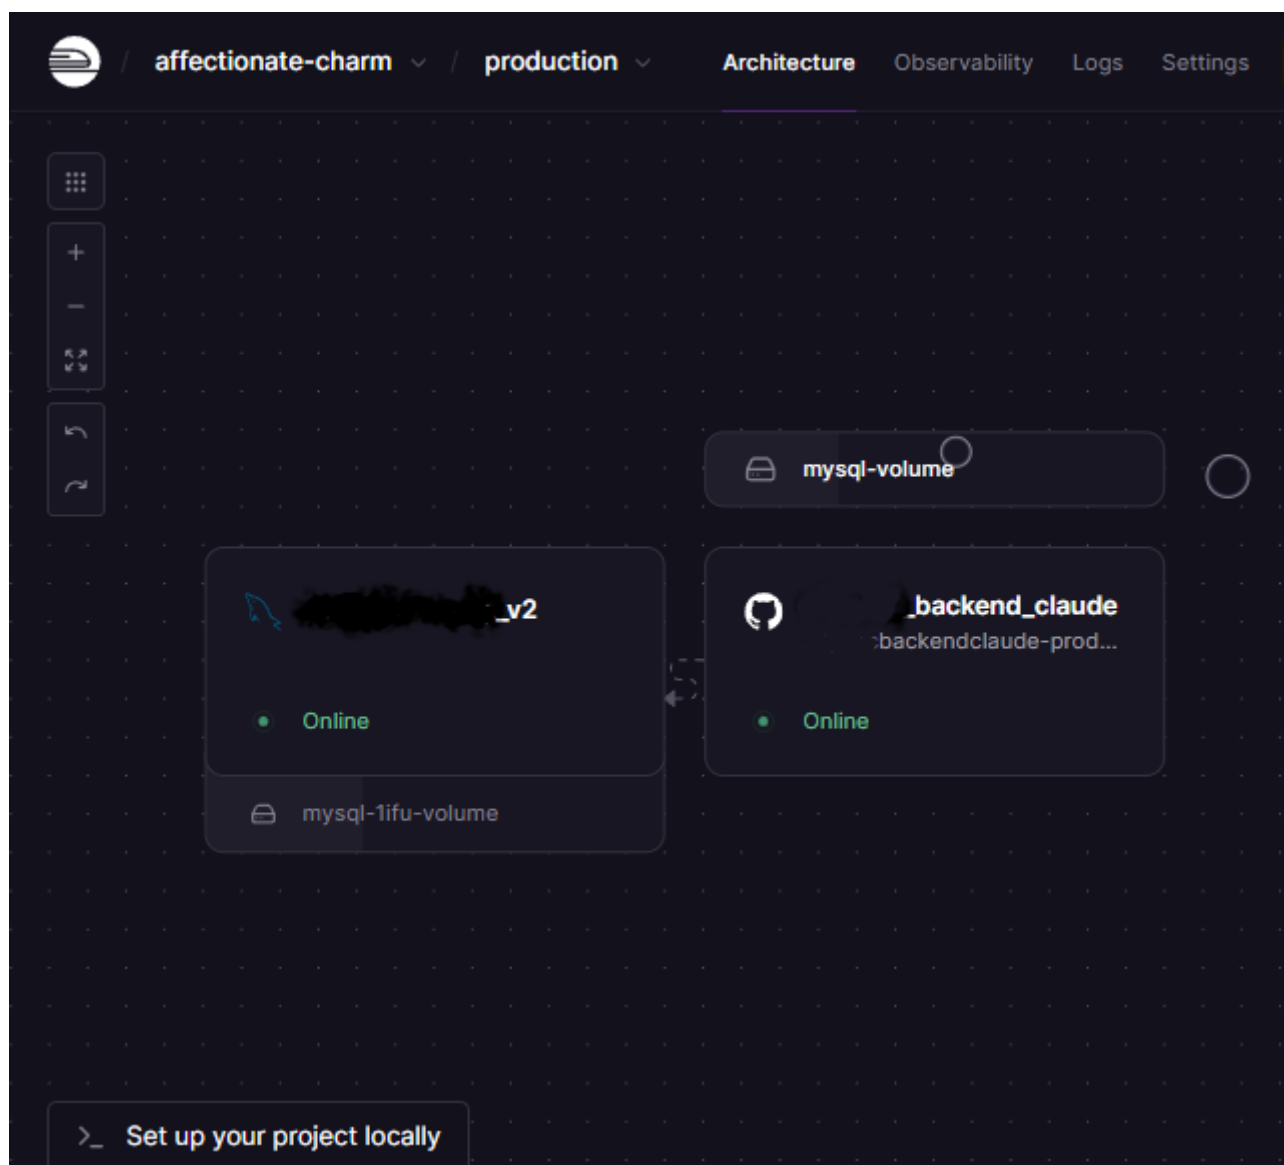 / affectionate-charm / production Architecture Observability Logs Settings
mysql-volume
_v2
_backend_claude
backendclaude-prod...
Online
Online
mysql-1ifu-volume
>_ Set up your project locally